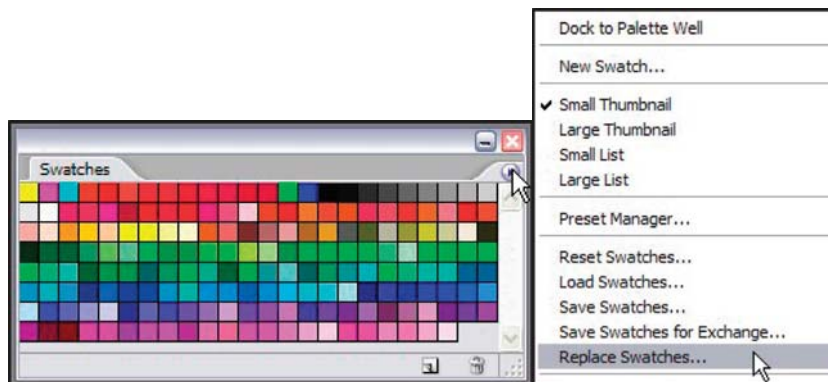 Swatches
Dock to Palette Well
New Swatch...
Small Thumbnail
Large Thumbnail
Small List
Large List
Preset Manager...
Reset Swatches...
Load Swatches...
Save Swatches...
Save Swatches for Exchange...
Replace Swatches...